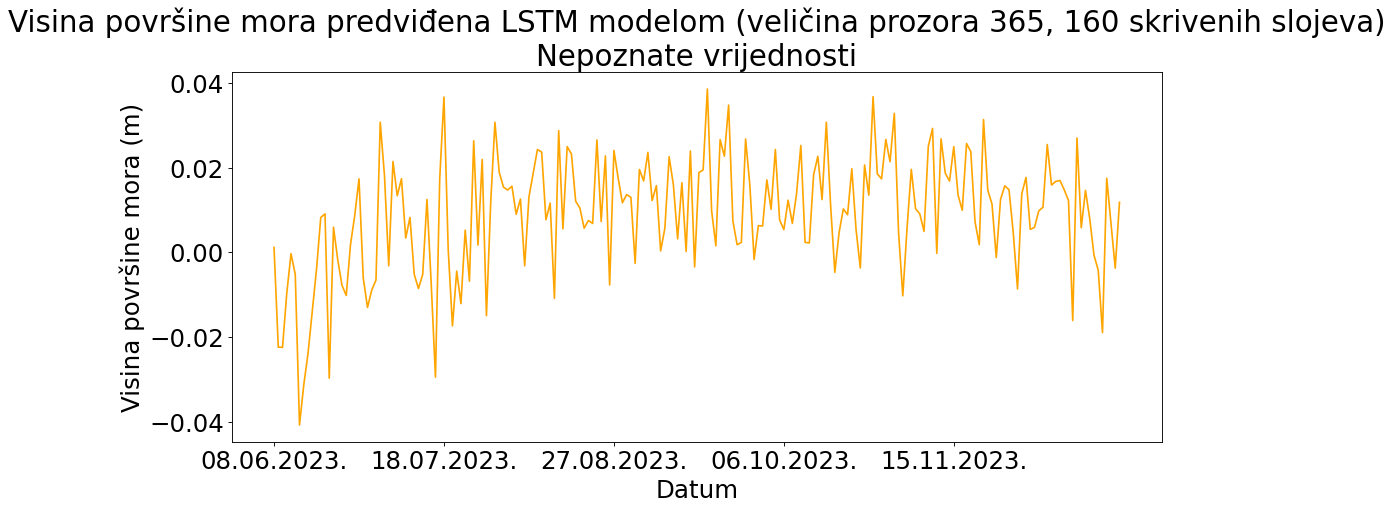 Visina površine mora predviđena LSTM modelom (veličina prozora 365, 160 skrivenih slojeva)
Nepoznate vrijednosti
Visina površine mora (m)
0.04
0.02
0.00
−0.02
−0.04
08.06.2023. 18.07.2023. 27.08.2023. 06.10.2023. 15.11.2023.
Datum